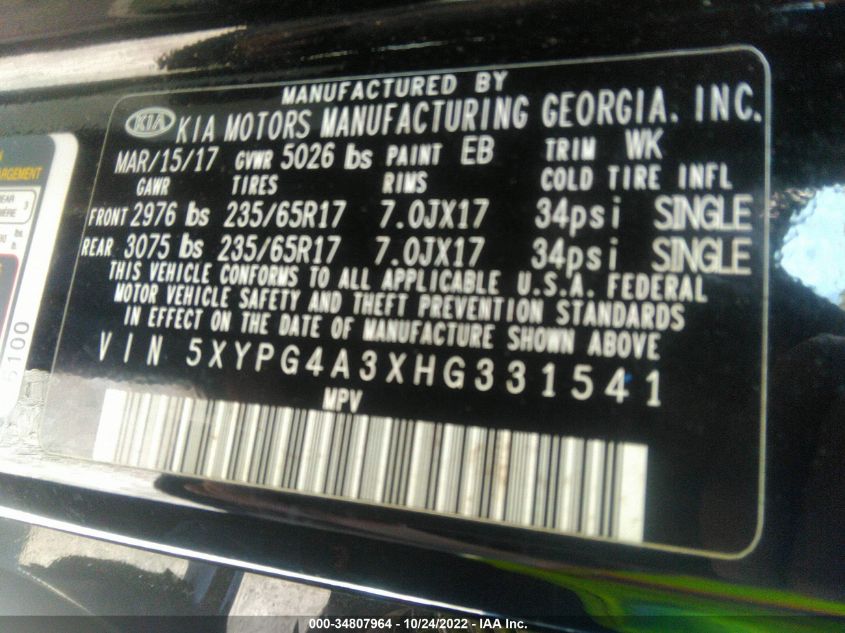 MANUFACTURED BY
KIA KIA MOTORS MANUFACTURING GEORGIA. INC.
MAR/15/17 GVWR 5026 lbs PAINT EB TRIM WK
GAWR TIRES RIMS COLD TIRE INFL
FRONT 2976 lbs 235/65R17 7.0JX17 34psi SINGLE
REAR 3075 lbs 235/65R17 7.0JX17 34psi SINGLE
THIS VEHICLE CONFORMS TO ALL APPLICABLE U.S.A. FEDERAL
MOTOR VEHICLE SAFETY AND THEFT PREVENTION STANDARDS
IN EFFECT ON THE DATE OF MANUFACTURE SHOWN ABOVE
VIN 5XYPG4A3XHG331541
MPV
000-34807964 - 10/24/2022 - IAA Inc.